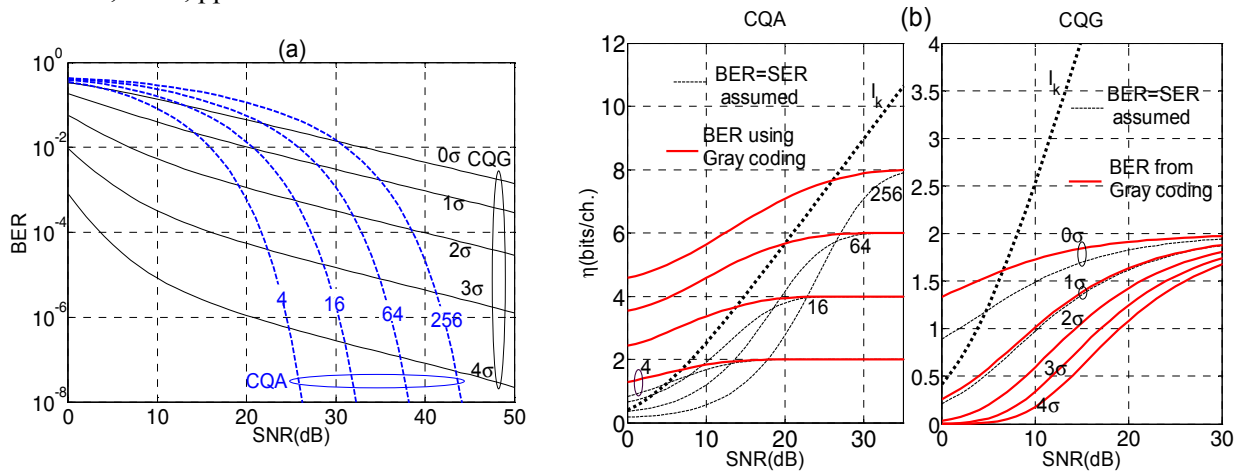 (a)
10⁰
10⁻²
10⁻⁴
10⁻⁶
10⁻⁸
BER
0σ
CQG
1σ
2σ
3σ
4σ
4
16
64
256
CQA
0
10
20
30
40
50
SNR(dB)
(b)
CQA
12
10
8
6
4
2
0
η(bits/ch.)
BER=SER
assumed
BER using
Gray coding
I_k
256
64
16
4
0
10
20
30
SNR(dB)
CQG
4
3.5
3
2.5
2
1.5
1
0.5
0
I_k
BER=SER
assumed
BER from
Gray coding
0σ
1σ
2σ
3σ
4σ
0
10
20
30
SNR(dB)